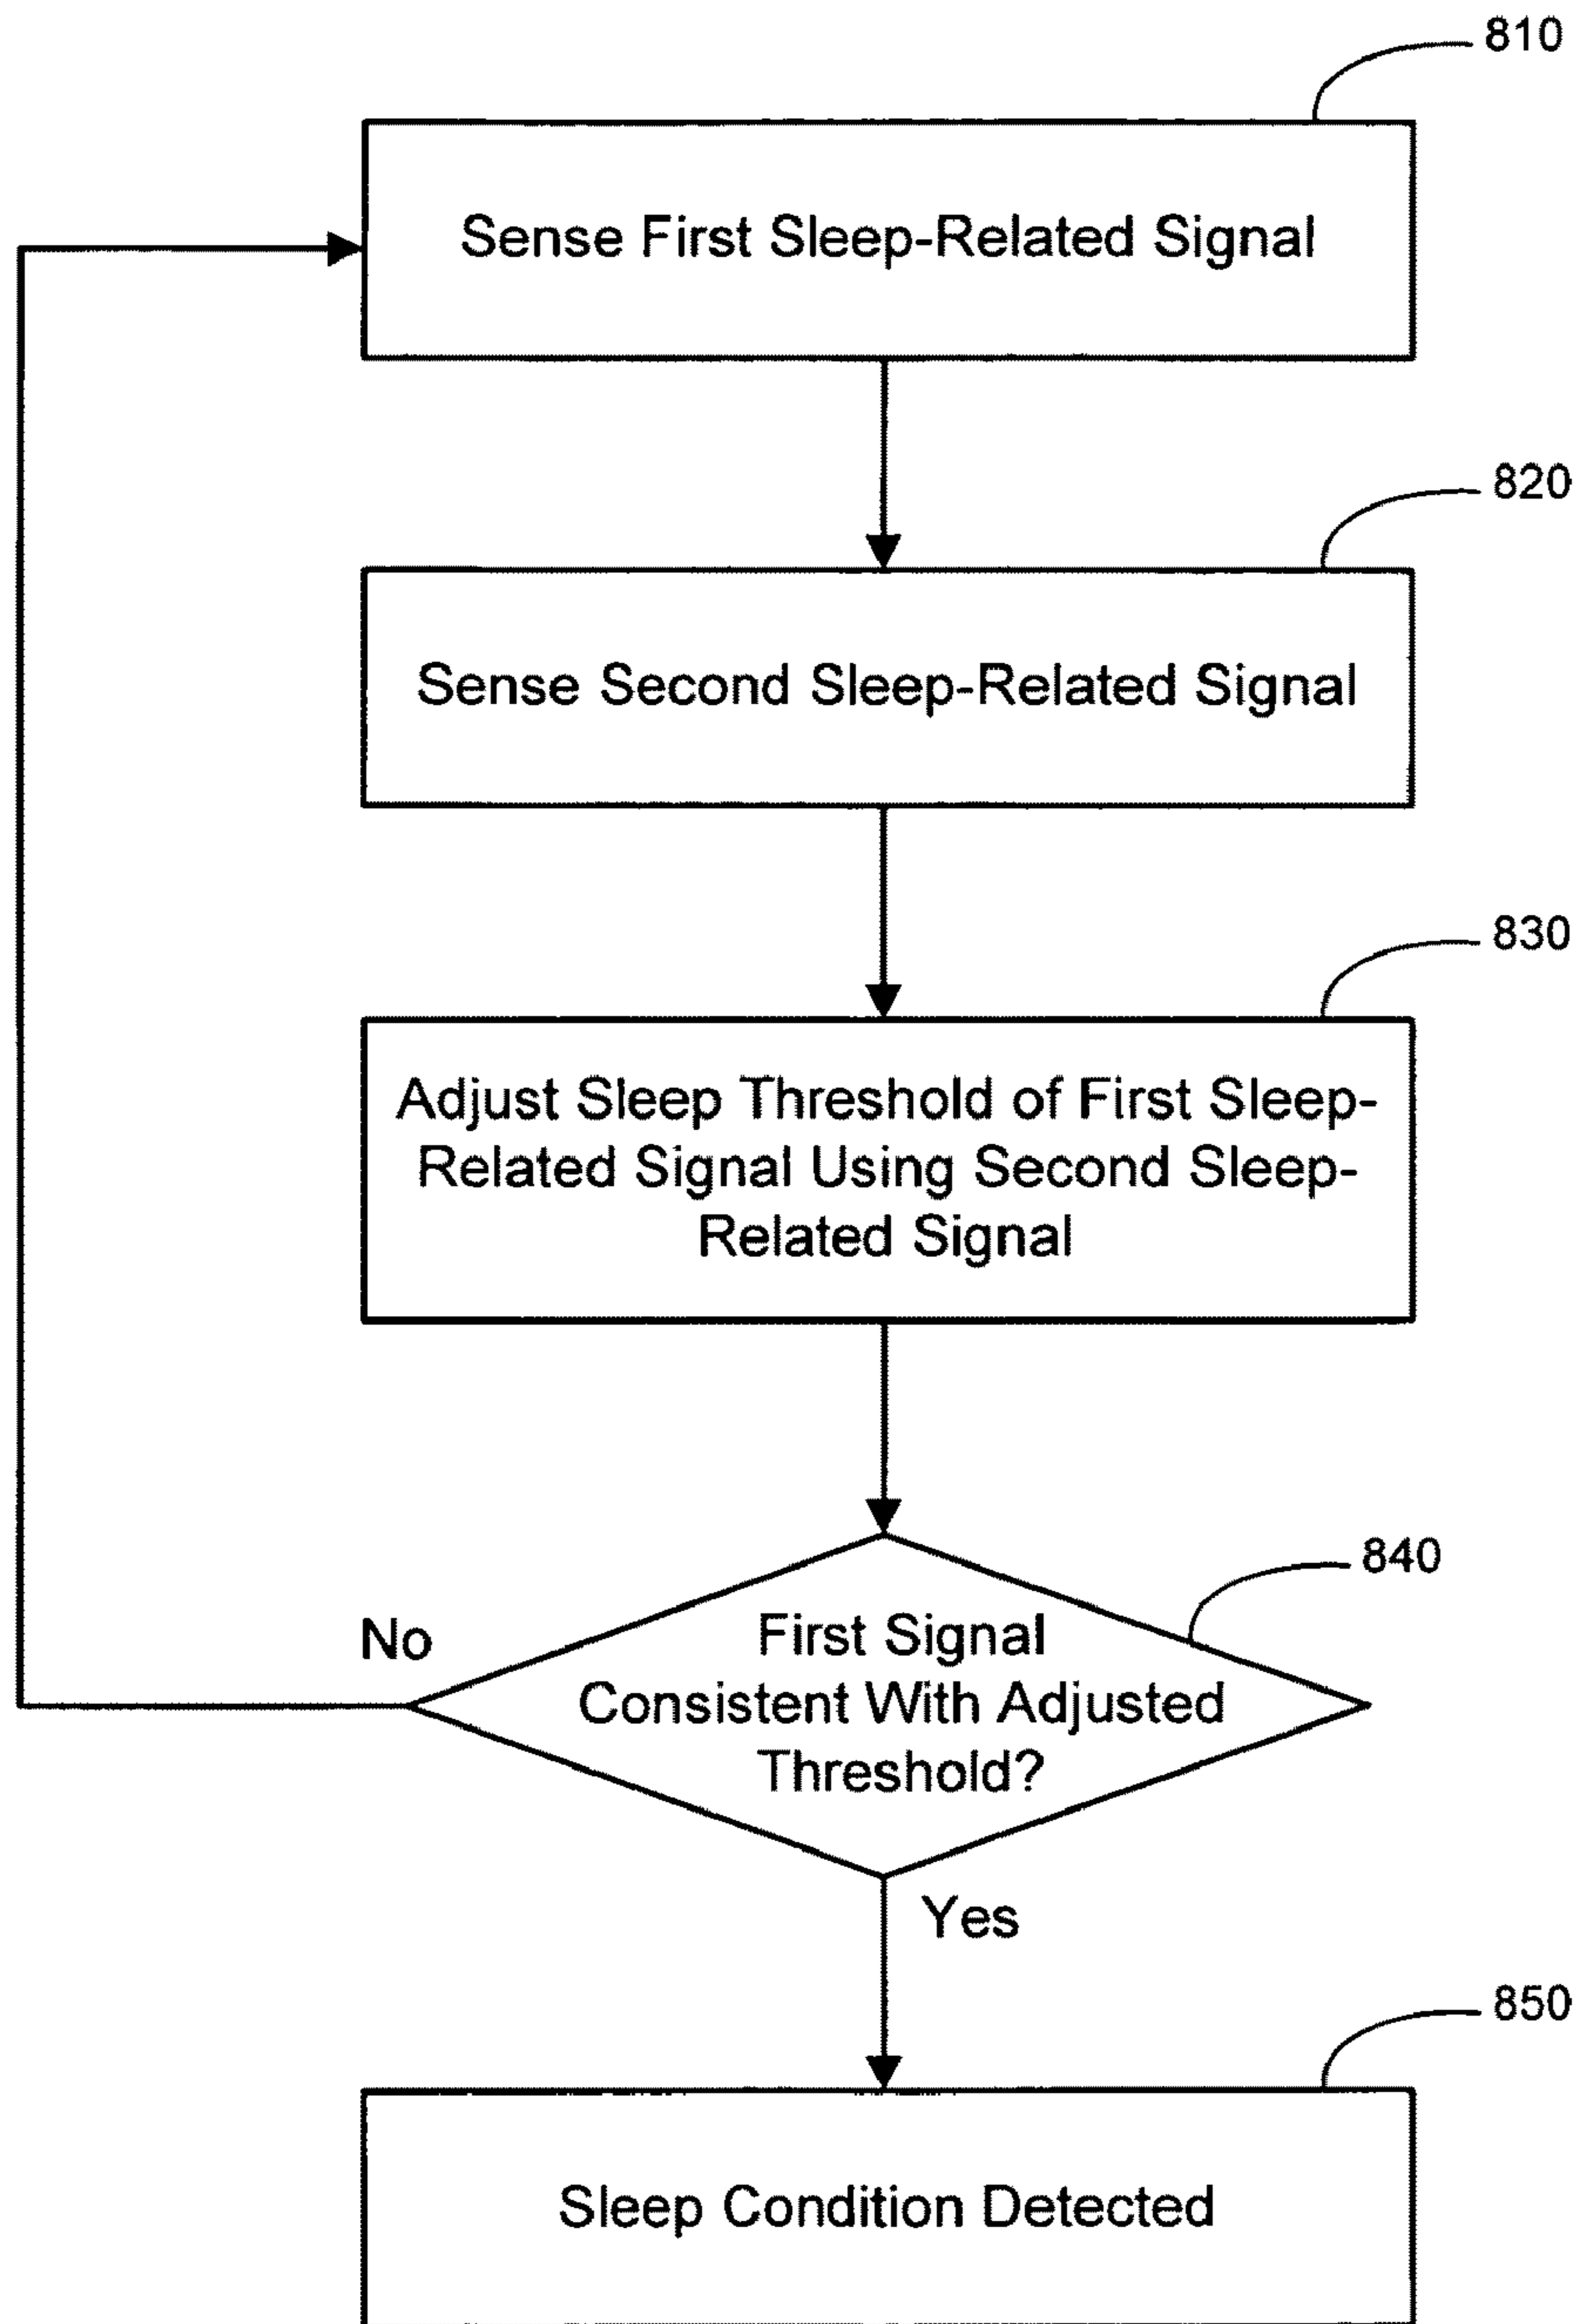 810
Sense First Sleep-Related Signal
820
Sense Second Sleep-Related Signal
830
Adjust Sleep Threshold of First Sleep-
Related Signal Using Second Sleep-
Related Signal
840
No
First Signal
Consistent With Adjusted
Threshold?
Yes
850
Sleep Condition Detected